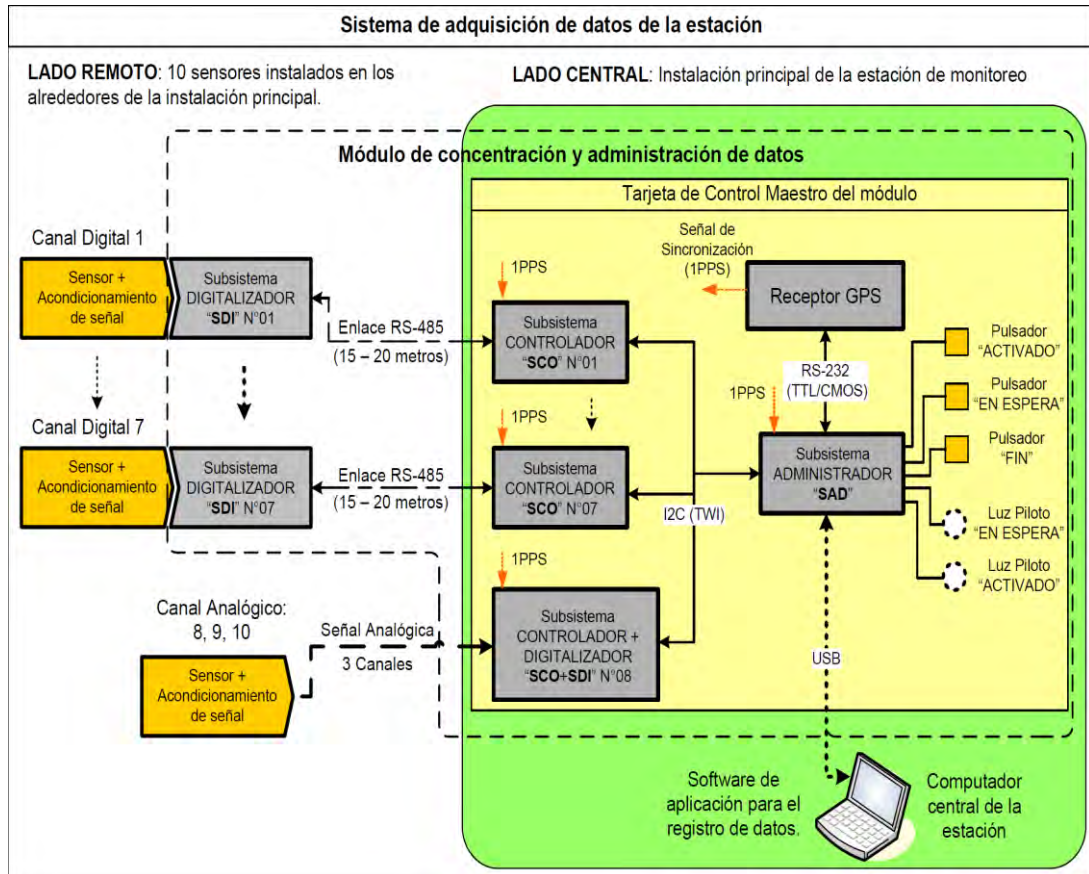 Sistema de adquisición de datos de la estación
LADO REMOTO: 10 sensores instalados en los
alrededores de la instalación principal.
LADO CENTRAL: Instalación principal de la estación de monitoreo
Módulo de concentración y administración de datos
Tarjeta de Control Maestro del módulo
Canal Digital 1
Sensor +
Acondicionamiento
de señal
Subsistema
DIGITALIZADOR
“SDI” N°01
Enlace RS-485
(15 – 20 metros)
1PPS
Subsistema
CONTROLADOR
“SCO” N°01
Señal de
Sincronización
(1PPS)
Receptor GPS
RS-232
(TTL/CMOS)
Pulsador
“ACTIVADO”
Pulsador
“EN ESPERA”
Pulsador
“FIN”
Luz Piloto
“EN ESPERA”
Luz Piloto
“ACTIVADO”
1PPS
Subsistema
ADMINISTRADOR
“SAD”
Canal Digital 7
Sensor +
Acondicionamiento
de señal
Subsistema
DIGITALIZADOR
“SDI” N°07
Enlace RS-485
(15 – 20 metros)
1PPS
Subsistema
CONTROLADOR
“SCO” N°07
I2C (TWI)
Canal Analógico:
8, 9, 10
Sensor +
Acondicionamiento
de señal
Señal Analógica
3 Canales
1PPS
Subsistema
CONTROLADOR +
DIGITALIZADOR
“SCO+SDI” N°08
USB
Software de
aplicación para el
registro de datos.
Computador
central de la
estación